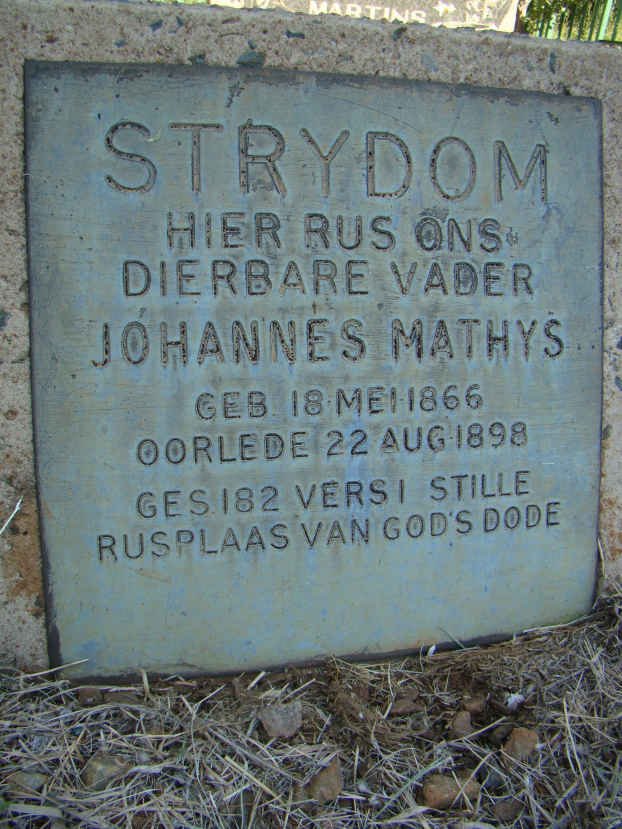 MARTINS
STRYDOM
HIER RUS ONS
DIERBARE VADER
JOHANNES MATHYS
GEB. 18·MEI·1866
OORLEDE 22·AUG·1898
GES.182 VERS 1 STILLE
RUSPLAAS VAN GOD'S DODE